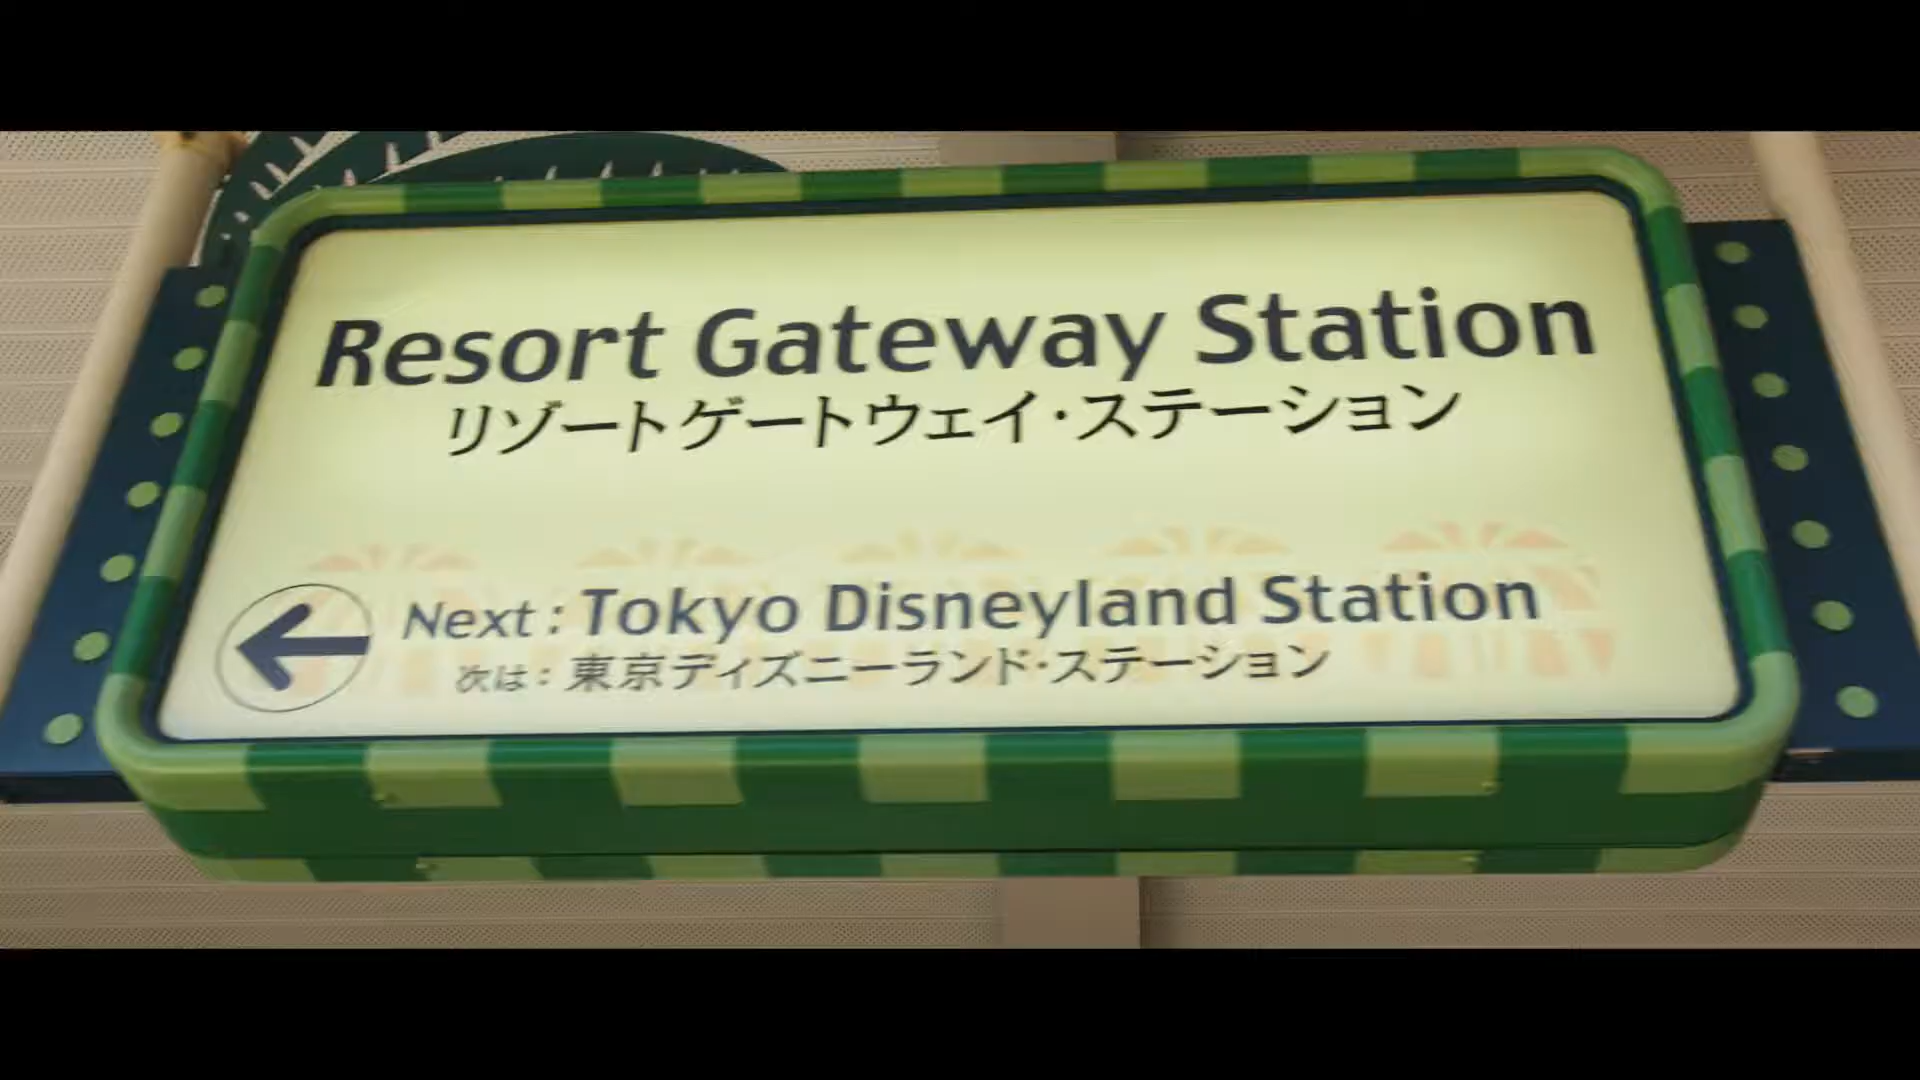 Resort Gateway Station
リゾートゲートウェイ・ステーション
Next : Tokyo Disneyland Station
次は : 東京ディズニーランド・ステーション